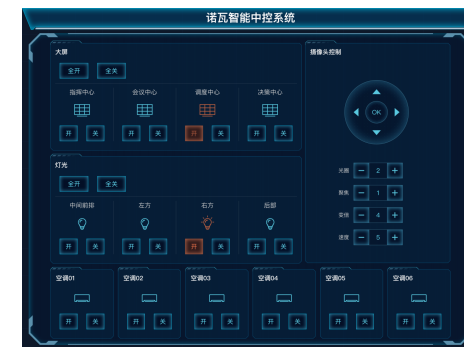 诺瓦智能中控系统
大屏
全开 全关
指挥中心 会议中心 调度中心 决策中心
开 关 开 关 开 关 开 关
灯光
全开 全关
中间前排 左方 右方 后部
开 关 开 关 开 关 开 关
摄像头控制
OK
光圈 − 2 +
聚焦 − 1 +
变倍 − 4 +
速度 − 5 +
空调01 空调02 空调03 空调04 空调05 空调06
开 关 开 关 开 关 开 关 开 关 开 关